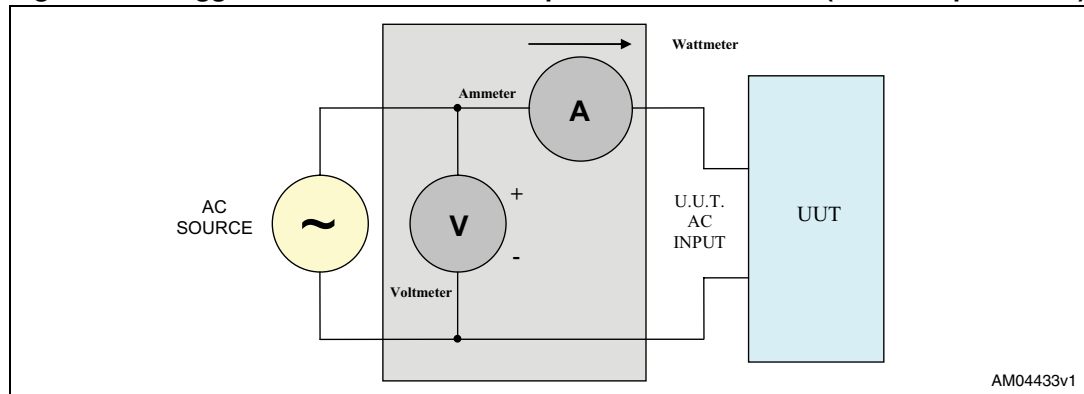 Wattmeter
Ammeter
A
AC
SOURCE
~
V
+
-
U.U.T.
AC
INPUT
UUT
Voltmeter
AM04433v1